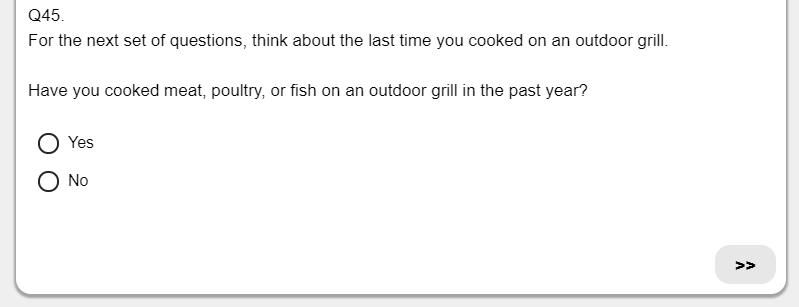 Q45.
For the next set of questions, think about the last time you cooked on an outdoor grill.
Have you cooked meat, poultry, or fish on an outdoor grill in the past year?
Yes
No
>>